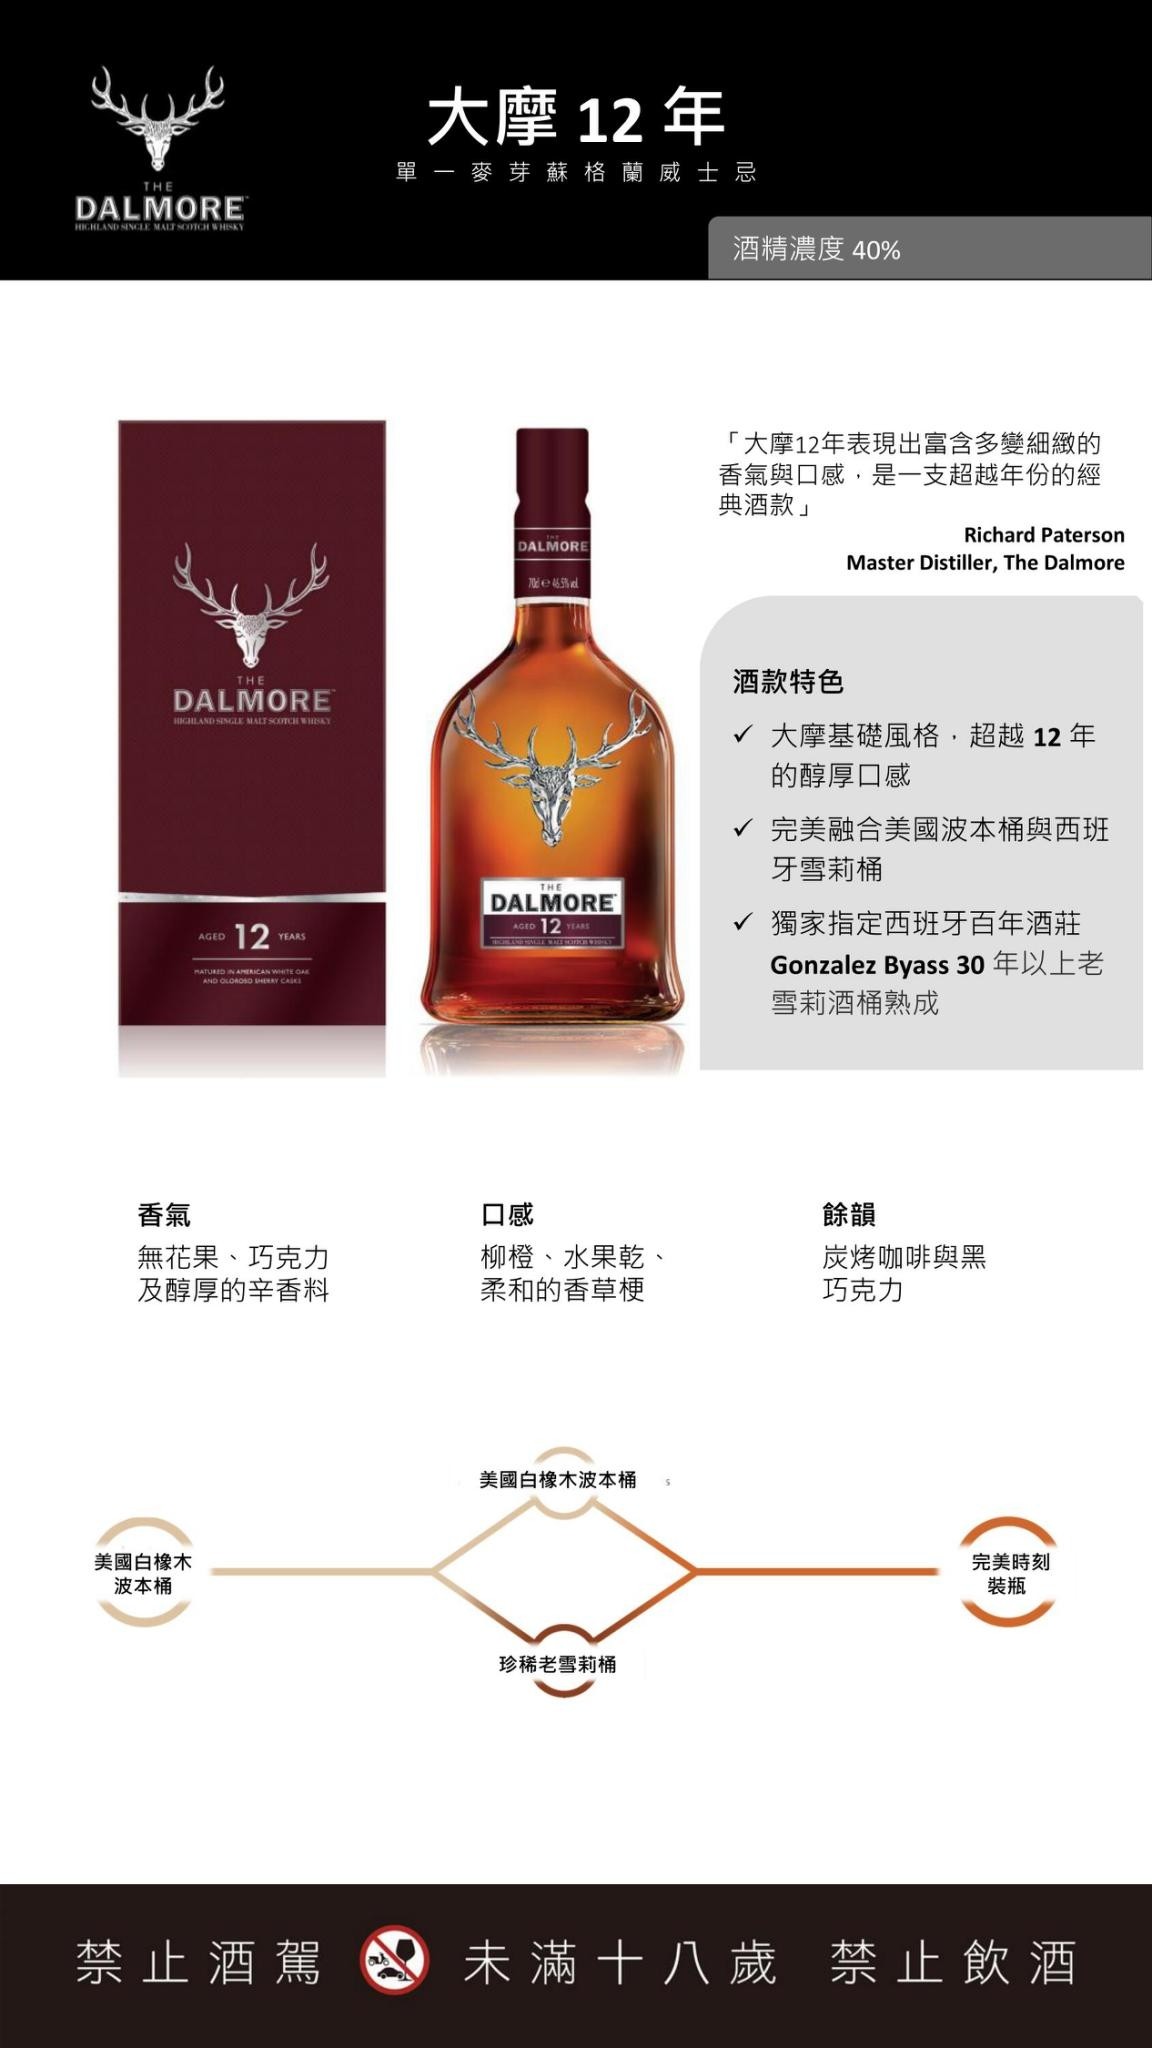 THE
DALMORE
HIGHLAND SINGLE MALT SCOTCH WHISKY
大摩 12 年
單一麥芽蘇格蘭威士忌
酒精濃度 40%
THE
DALMORE
HIGHLAND SINGLE MALT SCOTCH WHISKY
AGED 12 YEARS
MATURED IN AMERICAN WHITE OAK
AND OLOROSO SHERRY CASKS
THE
DALMORE
70cl e 46.5% vol
THE
DALMORE
AGED 12 YEARS
HIGHLAND SINGLE MALT SCOTCH WHISKY
「大摩12年表現出富含多變細緻的
香氣與口感，是一支超越年份的經
典酒款」
Richard Paterson
Master Distiller, The Dalmore
酒款特色
✓ 大摩基礎風格，超越 12 年
的醇厚口感
✓ 完美融合美國波本桶與西班
牙雪莉桶
✓ 獨家指定西班牙百年酒莊
Gonzalez Byass 30 年以上老
雪莉酒桶熟成
香氣
無花果、巧克力
及醇厚的辛香料
口感
柳橙、水果乾、
柔和的香草梗
餘韻
炭烤咖啡與黑
巧克力
美國白橡木
波本桶
美國白橡木波本桶
s
珍稀老雪莉桶
完美時刻
裝瓶
禁止酒駕 未滿十八歲 禁止飲酒